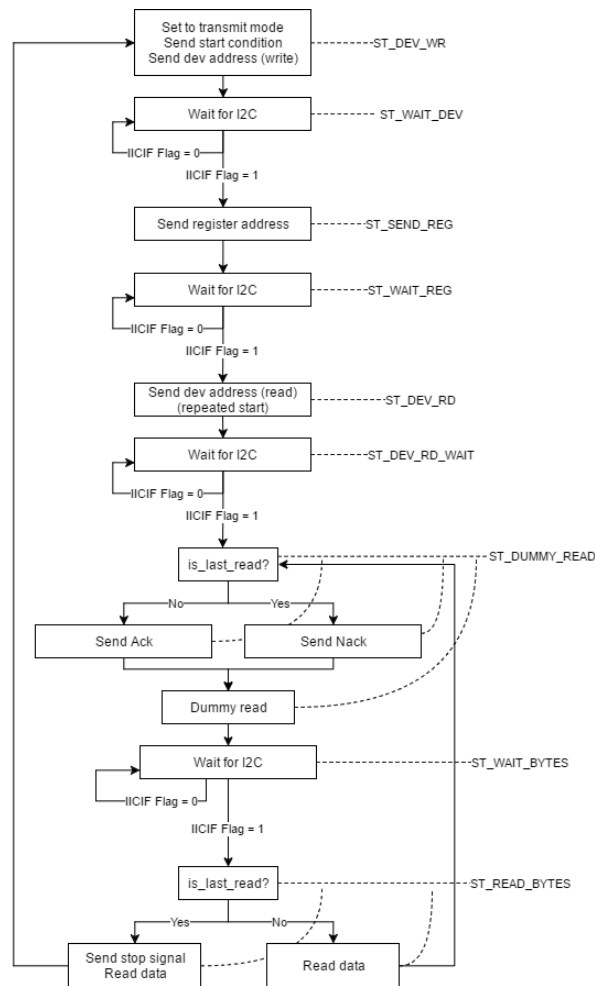 Set to transmit mode
Send start condition
Send dev address (write)
ST_DEV_WR
Wait for I2C
ST_WAIT_DEV
IICIF Flag = 0
IICIF Flag = 1
Send register address
ST_SEND_REG
Wait for I2C
ST_WAIT_REG
IICIF Flag = 0
IICIF Flag = 1
Send dev address (read)
(repeated start)
ST_DEV_RD
Wait for I2C
ST_DEV_RD_WAIT
IICIF Flag = 0
IICIF Flag = 1
is_last_read?
ST_DUMMY_READ
No
Yes
Send Ack
Send Nack
Dummy read
Wait for I2C
ST_WAIT_BYTES
IICIF Flag = 0
IICIF Flag = 1
is_last_read?
ST_READ_BYTES
Yes
No
Send stop signal
Read data
Read data